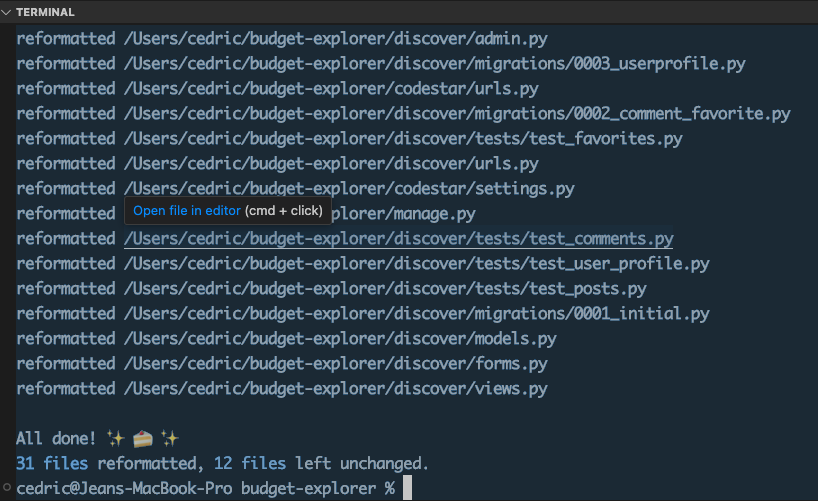 TERMINAL
reformatted /Users/cedric/budget-explorer/discover/admin.py
reformatted /Users/cedric/budget-explorer/discover/migrations/0003_userprofile.py
reformatted /Users/cedric/budget-explorer/codestar/urls.py
reformatted /Users/cedric/budget-explorer/discover/migrations/0002_comment_favorite.py
reformatted /Users/cedric/budget-explorer/discover/tests/test_favorites.py
reformatted /Users/cedric/budget-explorer/discover/urls.py
reformatted /Users/cedric/budget-explorer/codestar/settings.py
Open file in editor (cmd + click)
reformatted plorer/manage.py
reformatted /Users/cedric/budget-explorer/discover/tests/test_comments.py
reformatted /Users/cedric/budget-explorer/discover/tests/test_user_profile.py
reformatted /Users/cedric/budget-explorer/discover/tests/test_posts.py
reformatted /Users/cedric/budget-explorer/discover/migrations/0001_initial.py
reformatted /Users/cedric/budget-explorer/discover/models.py
reformatted /Users/cedric/budget-explorer/discover/forms.py
reformatted /Users/cedric/budget-explorer/discover/views.py
All done! ✨ 🍰 ✨
31 files reformatted, 12 files left unchanged.
cedric@Jeans-MacBook-Pro budget-explorer %